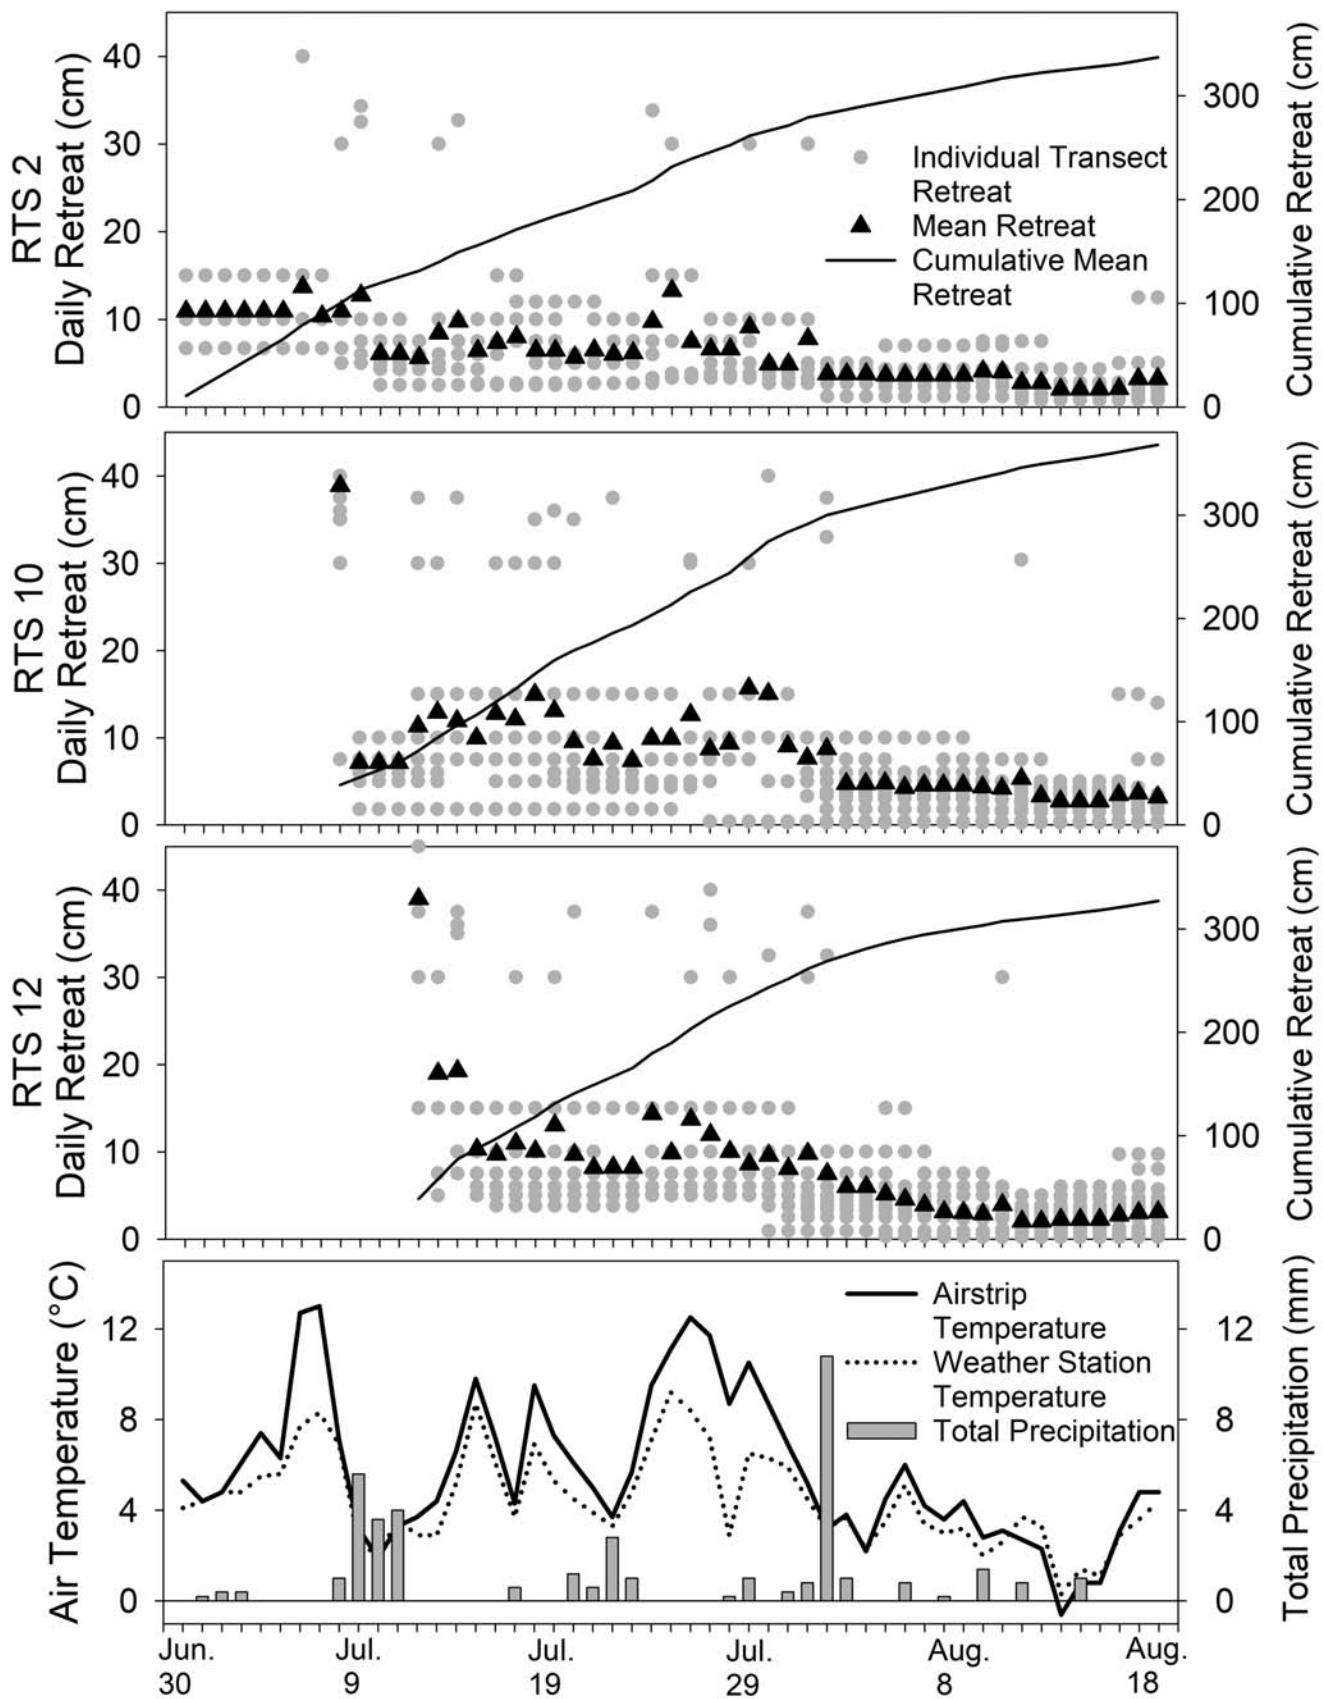 RTS 2
Daily Retreat (cm)
40
30
20
10
0
300
200
100
0
Cumulative Retreat (cm)
Individual Transect
Retreat
Mean Retreat
Cumulative Mean
Retreat
RTS 10
Daily Retreat (cm)
40
30
20
10
0
300
200
100
0
Cumulative Retreat (cm)
RTS 12
Daily Retreat (cm)
40
30
20
10
0
300
200
100
0
Cumulative Retreat (cm)
Air Temperature (°C)
12
8
4
0
12
8
4
0
Total Precipitation (mm)
Airstrip
Temperature
Weather Station
Temperature
Total Precipitation
Jun. Jul. Jul. Jul. Aug. Aug.
30 9 19 29 8 18